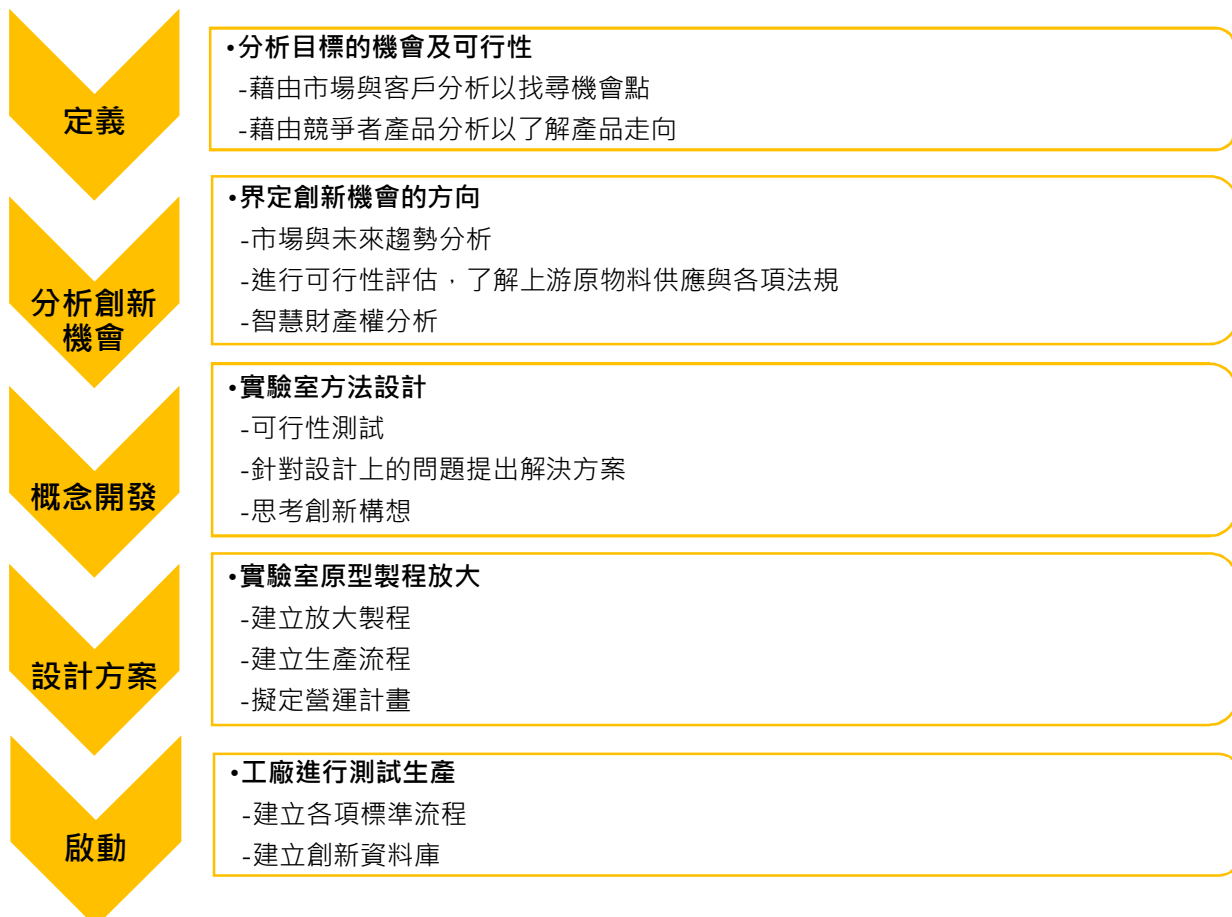 定義
•分析目標的機會及可行性
-藉由市場與客戶分析以找尋機會點
-藉由競爭者產品分析以了解產品走向
分析創新
機會
•界定創新機會的方向
-市場與未來趨勢分析
-進行可行性評估，了解上游原物料供應與各項法規
-智慧財產權分析
概念開發
•實驗室方法設計
-可行性測試
-針對設計上的問題提出解決方案
-思考創新構想
設計方案
•實驗室原型製程放大
-建立放大製程
-建立生產流程
-擬定營運計畫
啟動
•工廠進行測試生產
-建立各項標準流程
-建立創新資料庫